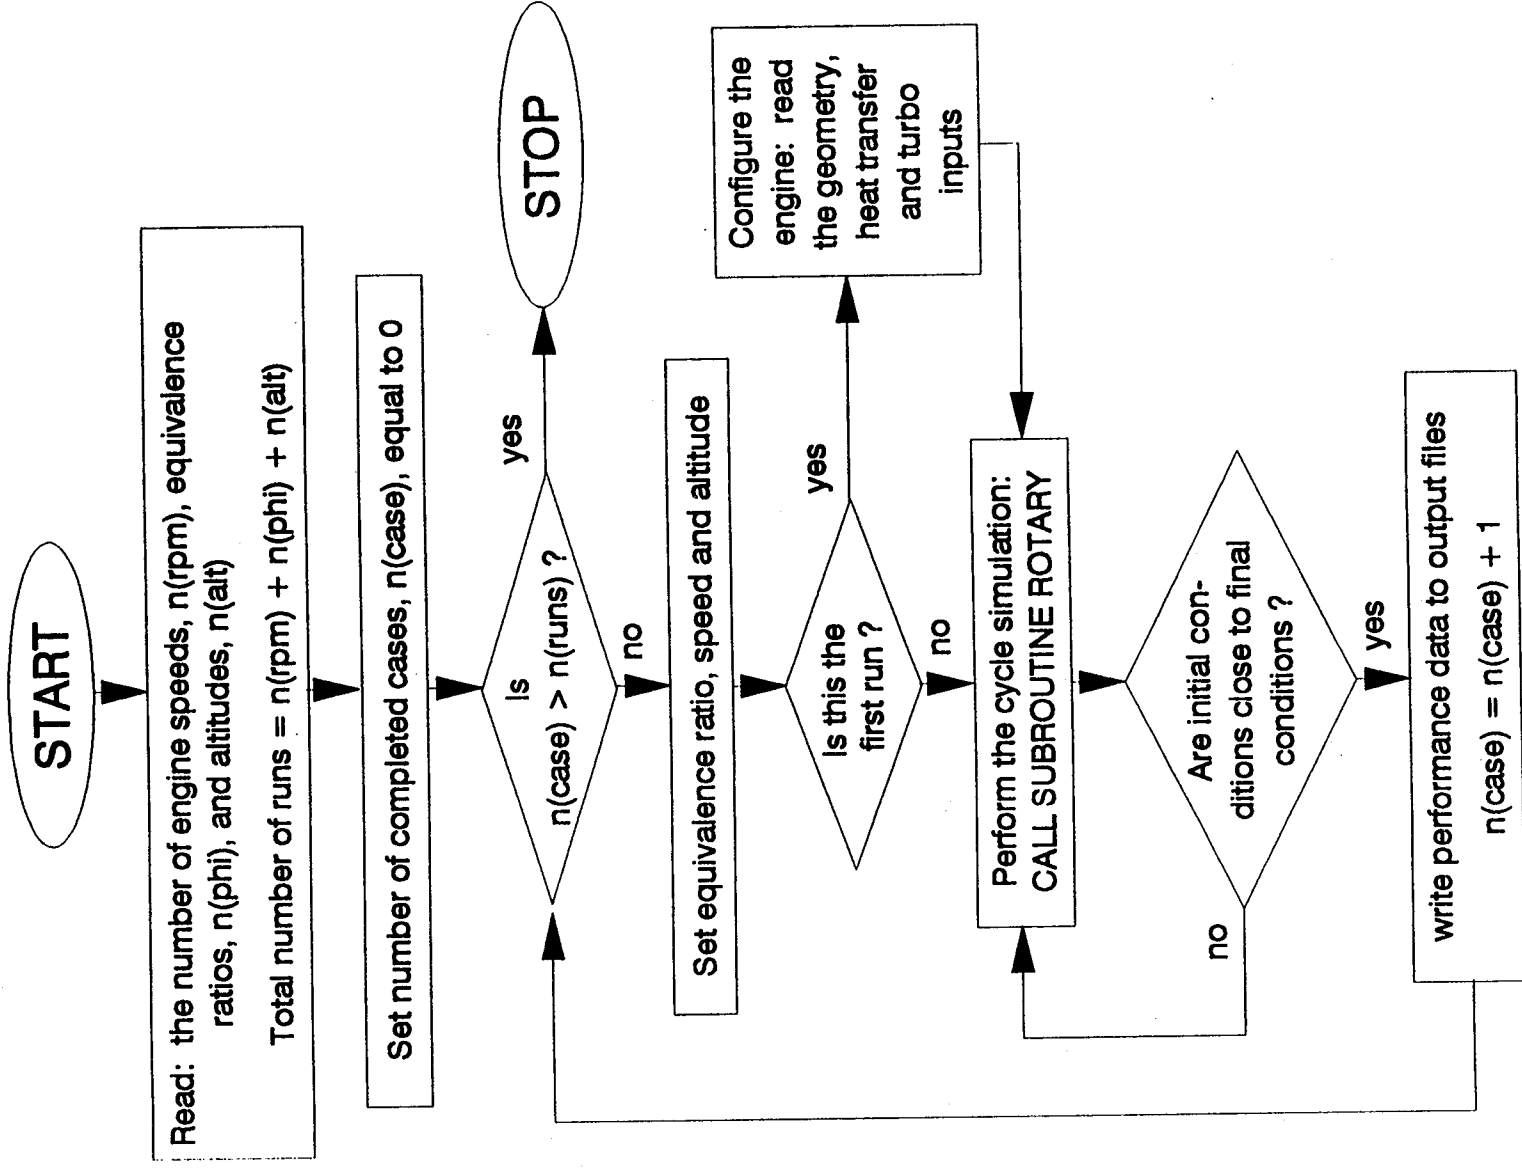 START
Read: the number of engine speeds, n(rpm), equivalence
ratios, n(phi), and altitudes, n(alt)
Total number of runs = n(rpm) + n(phi) + n(alt)
Set number of completed cases, n(case), equal to 0
Is
n(case) > n(runs) ?
yes
STOP
no
Set equivalence ratio, speed and altitude
Is this the
first run ?
yes
Configure the
engine: read
the geometry,
heat transfer
and turbo
inputs
no
Perform the cycle simulation:
CALL SUBROUTINE ROTARY
Are initial con-
ditions close to final
conditions ?
no
yes
write performance data to output files
n(case) = n(case) + 1